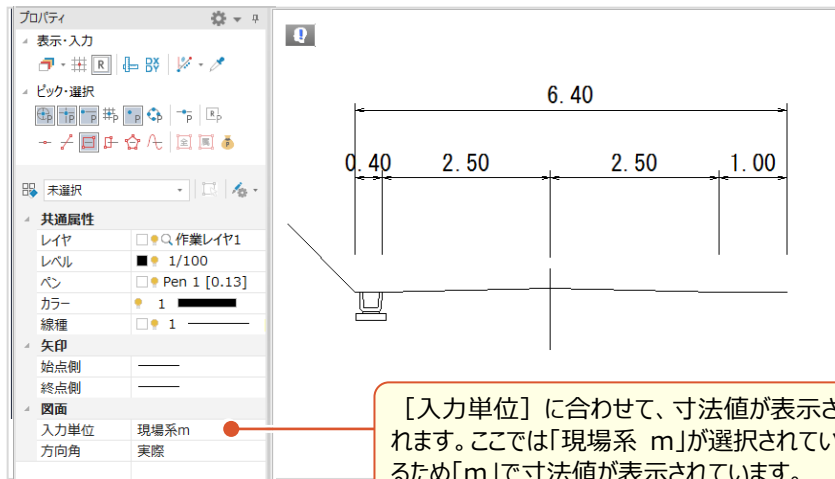 プロパティ
表示・入力
R
ピック・選択
未選択
共通属性
レイヤ 作業レイヤ1
レベル 1/100
ペン Pen 1 [0.13]
カラー 1
線種 1
矢印
始点側
終点側
図面
入力単位 現場系m
方向角 実際
6.40
0.40 2.50 2.50 1.00
［入力単位］に合わせて、寸法値が表示さ
れます。ここでは「現場系 m」が選択されてい
るため「m」で寸法値が表示されています。